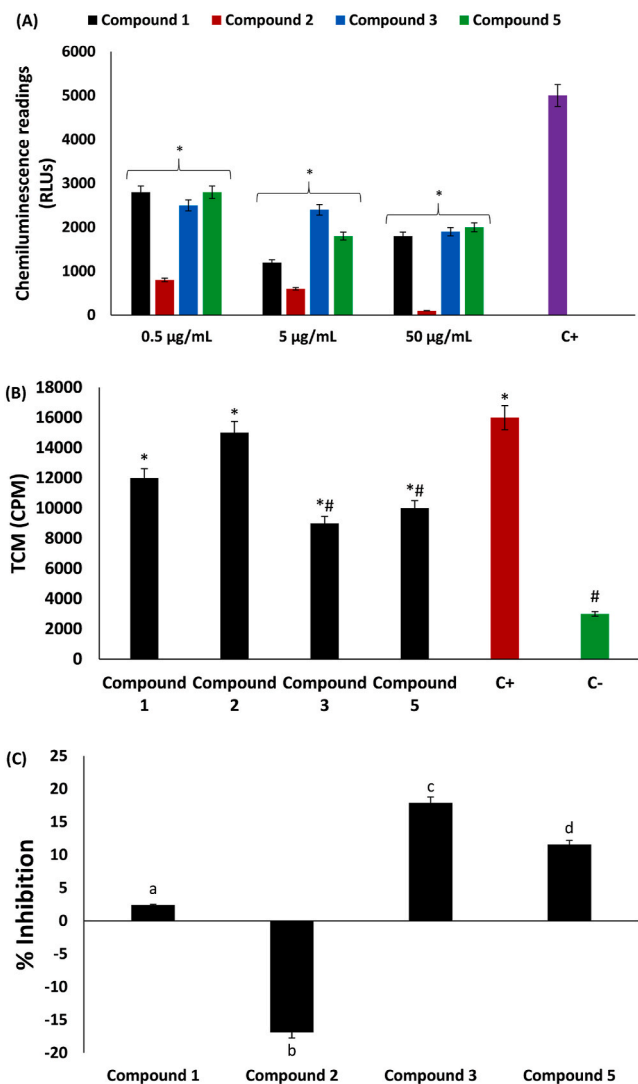 (A)
Compound 1 Compound 2 Compound 3 Compound 5
Chemiluminescence readings
(RLUs)
6000
5000
4000
3000
2000
1000
0
*
*
*
0.5 µg/mL 5 µg/mL 50 µg/mL C+
(B)
TCM (CPM)
18000
16000
14000
12000
10000
8000
6000
4000
2000
0
*
*
*#
*#
*
#
Compound Compound Compound Compound C+ C-
1 2 3 5
(C)
% Inhibition
25
20
15
10
5
0
-5
-10
-15
-20
a
b
c
d
Compound 1 Compound 2 Compound 3 Compound 5